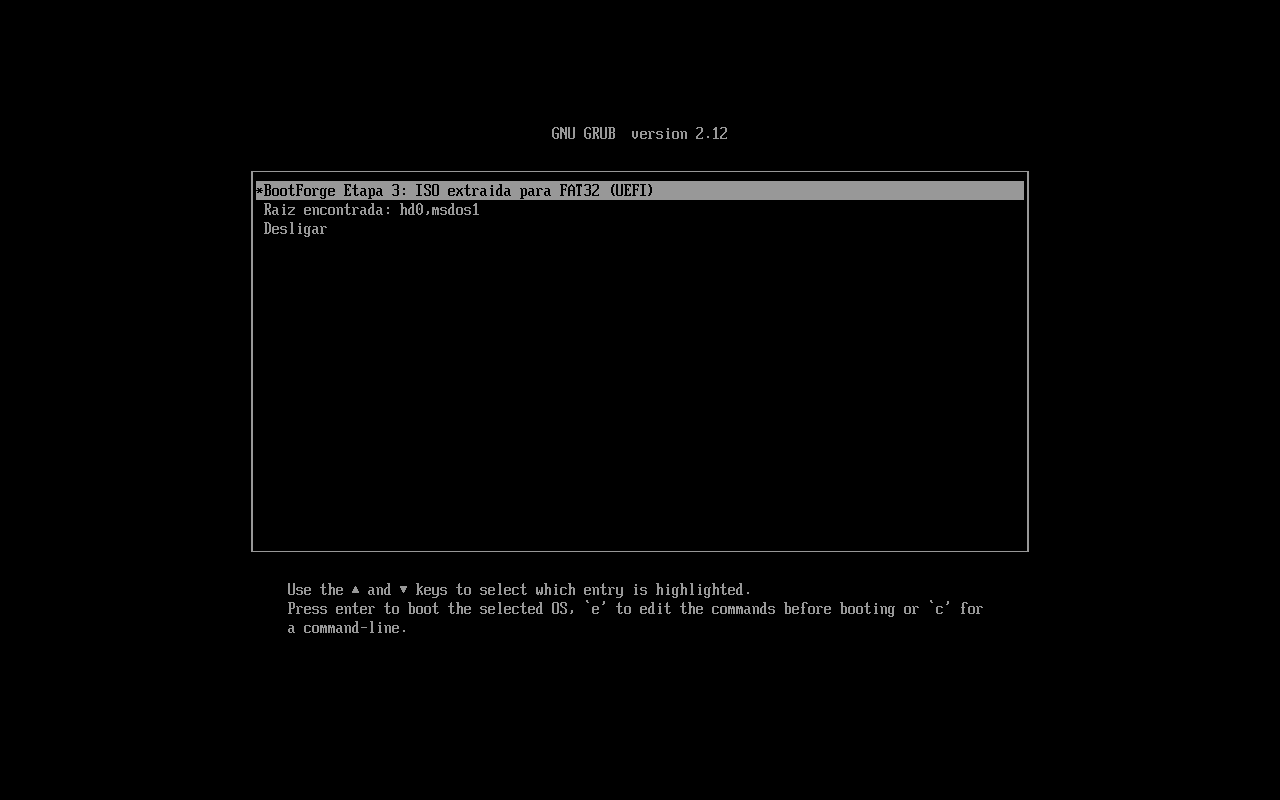 GNU GRUB  version 2.12
*BootForge Etapa 3: ISO extraida para FAT32 (UEFI)
Raiz encontrada: hd0,msdos1
Desligar
Use the ▲ and ▼ keys to select which entry is highlighted.
Press enter to boot the selected OS, `e' to edit the commands before booting or `c' for
a command-line.